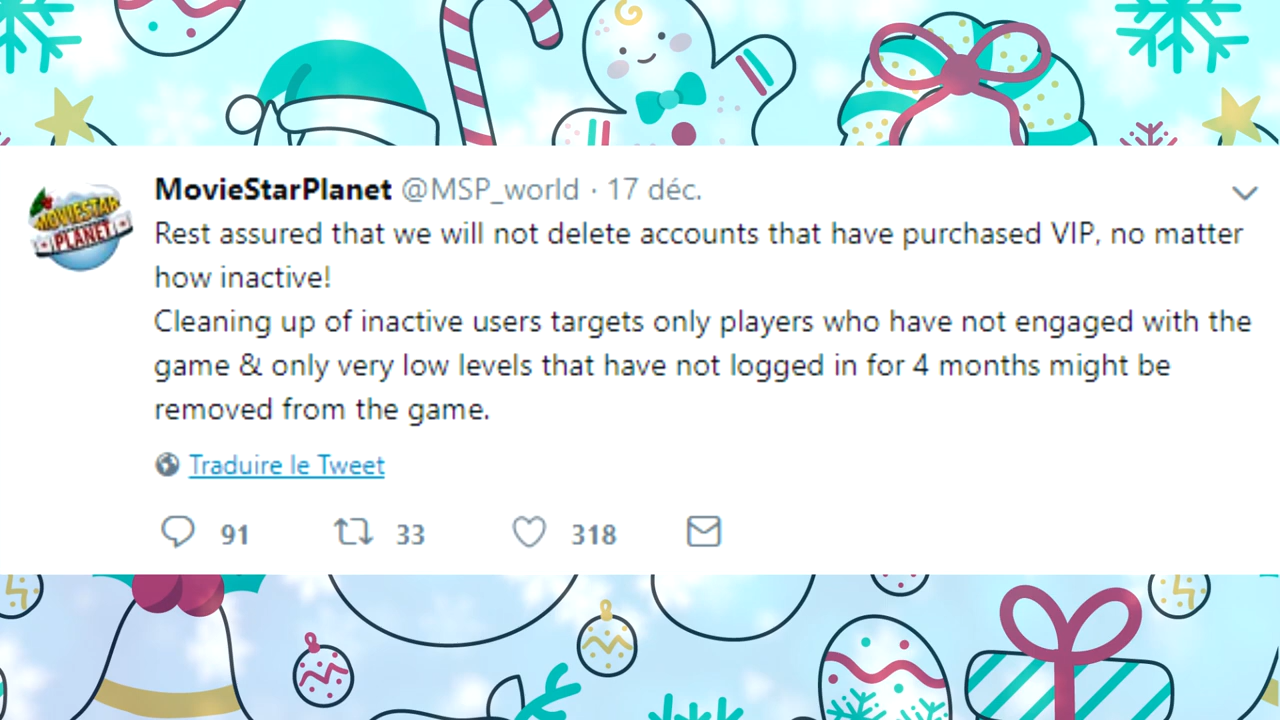 MOVIESTAR
PLANET
MovieStarPlanet @MSP_world · 17 déc.
Rest assured that we will not delete accounts that have purchased VIP, no matter
how inactive!
Cleaning up of inactive users targets only players who have not engaged with the
game & only very low levels that have not logged in for 4 months might be
removed from the game.
Traduire le Tweet
91 33 318